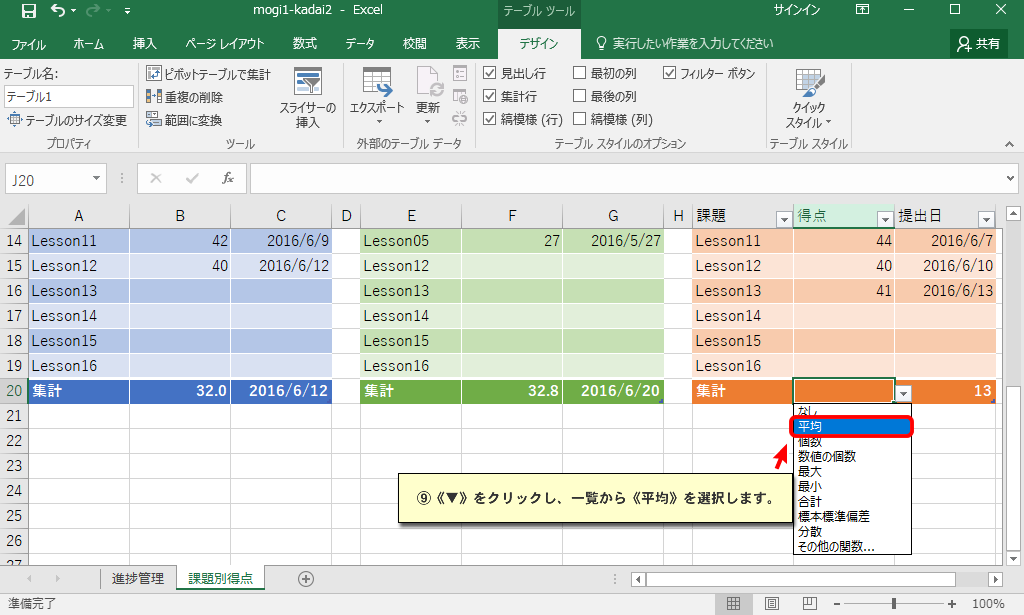 mogi1-kadai2 - Excel
テーブル ツール
サインイン
ファイル ホーム 挿入 ページ レイアウト 数式 データ 校閲 表示 デザイン 実行したい作業を入力してください 共有
テーブル名:
テーブル1
テーブルのサイズ変更
プロパティ
ピボットテーブルで集計
重複の削除
範囲に変換
スライサーの
挿入
ツール
エクスポート
更新
外部のテーブル データ
見出し行 最初の列 フィルター ボタン
集計行 最後の列
縞模様 (行) 縞模様 (列)
テーブル スタイルのオプション
クイック
スタイル
テーブル スタイル
J20 fx
A B C D E F G H 課題 得点 提出日
14 Lesson11 42 2016/6/9 Lesson05 27 2016/5/27 Lesson11 44 2016/6/7
15 Lesson12 40 2016/6/12 Lesson12 Lesson12 40 2016/6/10
16 Lesson13 Lesson13 Lesson13 41 2016/6/13
17 Lesson14 Lesson14 Lesson14
18 Lesson15 Lesson15 Lesson15
19 Lesson16 Lesson16 Lesson16
20 集計 32.0 2016/6/12 集計 32.8 2016/6/20 集計 13
21
22
23
24
25
26
27
なし
平均
個数
数値の個数
最大
最小
合計
標本標準偏差
分散
その他の関数...
⑨《▼》をクリックし、一覧から《平均》を選択します。
進捗管理 課題別得点
準備完了 100%